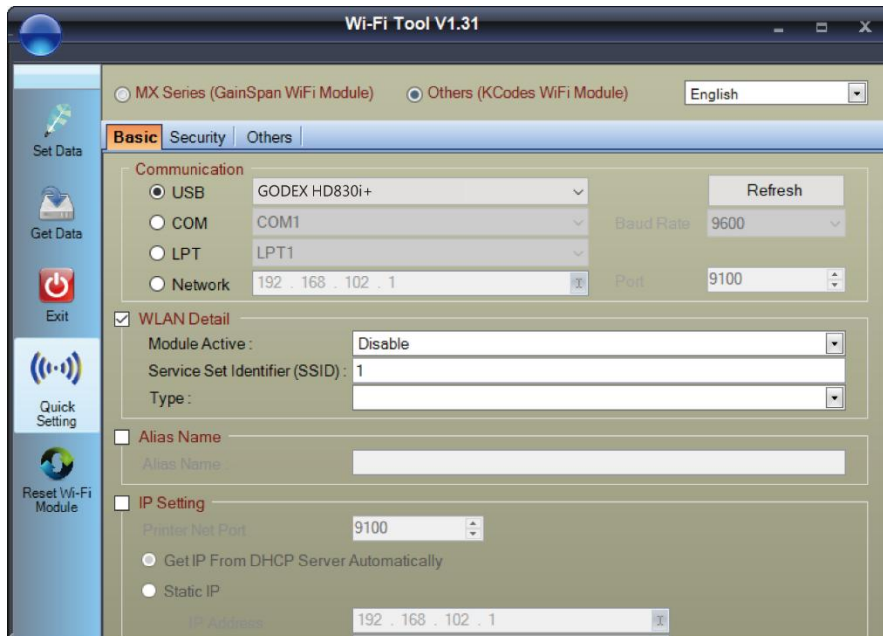 Wi-Fi Tool V1.31
MX Series (GainSpan WiFi Module) Others (KCodes WiFi Module) English
Set Data
Get Data
Exit
Quick Setting
Reset Wi-Fi Module
Basic Security Others
Communication
USB GODEX HD830i+ Refresh
COM COM1 Baud Rate 9600
LPT LPT1
Network 192 . 168 . 102 . 1 Port 9100
WLAN Detail
Module Active : Disable
Service Set Identifier (SSID) : 1
Type :
Alias Name
Alias Name :
IP Setting
Printer Net Port 9100
Get IP From DHCP Server Automatically
Static IP
IP Address 192 . 168 . 102 . 1